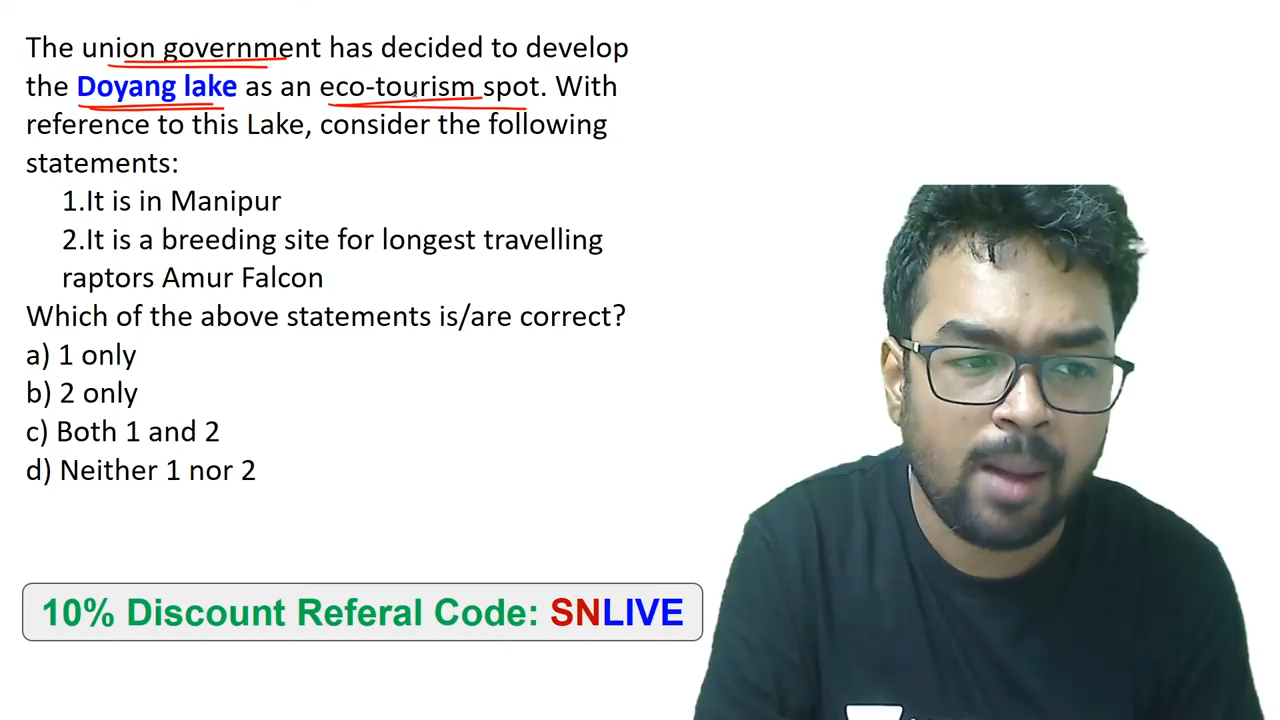 The union government has decided to develop
the Doyang lake as an eco-tourism spot. With
reference to this Lake, consider the following
statements:
1.It is in Manipur
2.It is a breeding site for longest travelling
raptors Amur Falcon
Which of the above statements is/are correct?
a) 1 only
b) 2 only
c) Both 1 and 2
d) Neither 1 nor 2
10% Discount Referal Code: SNLIVE